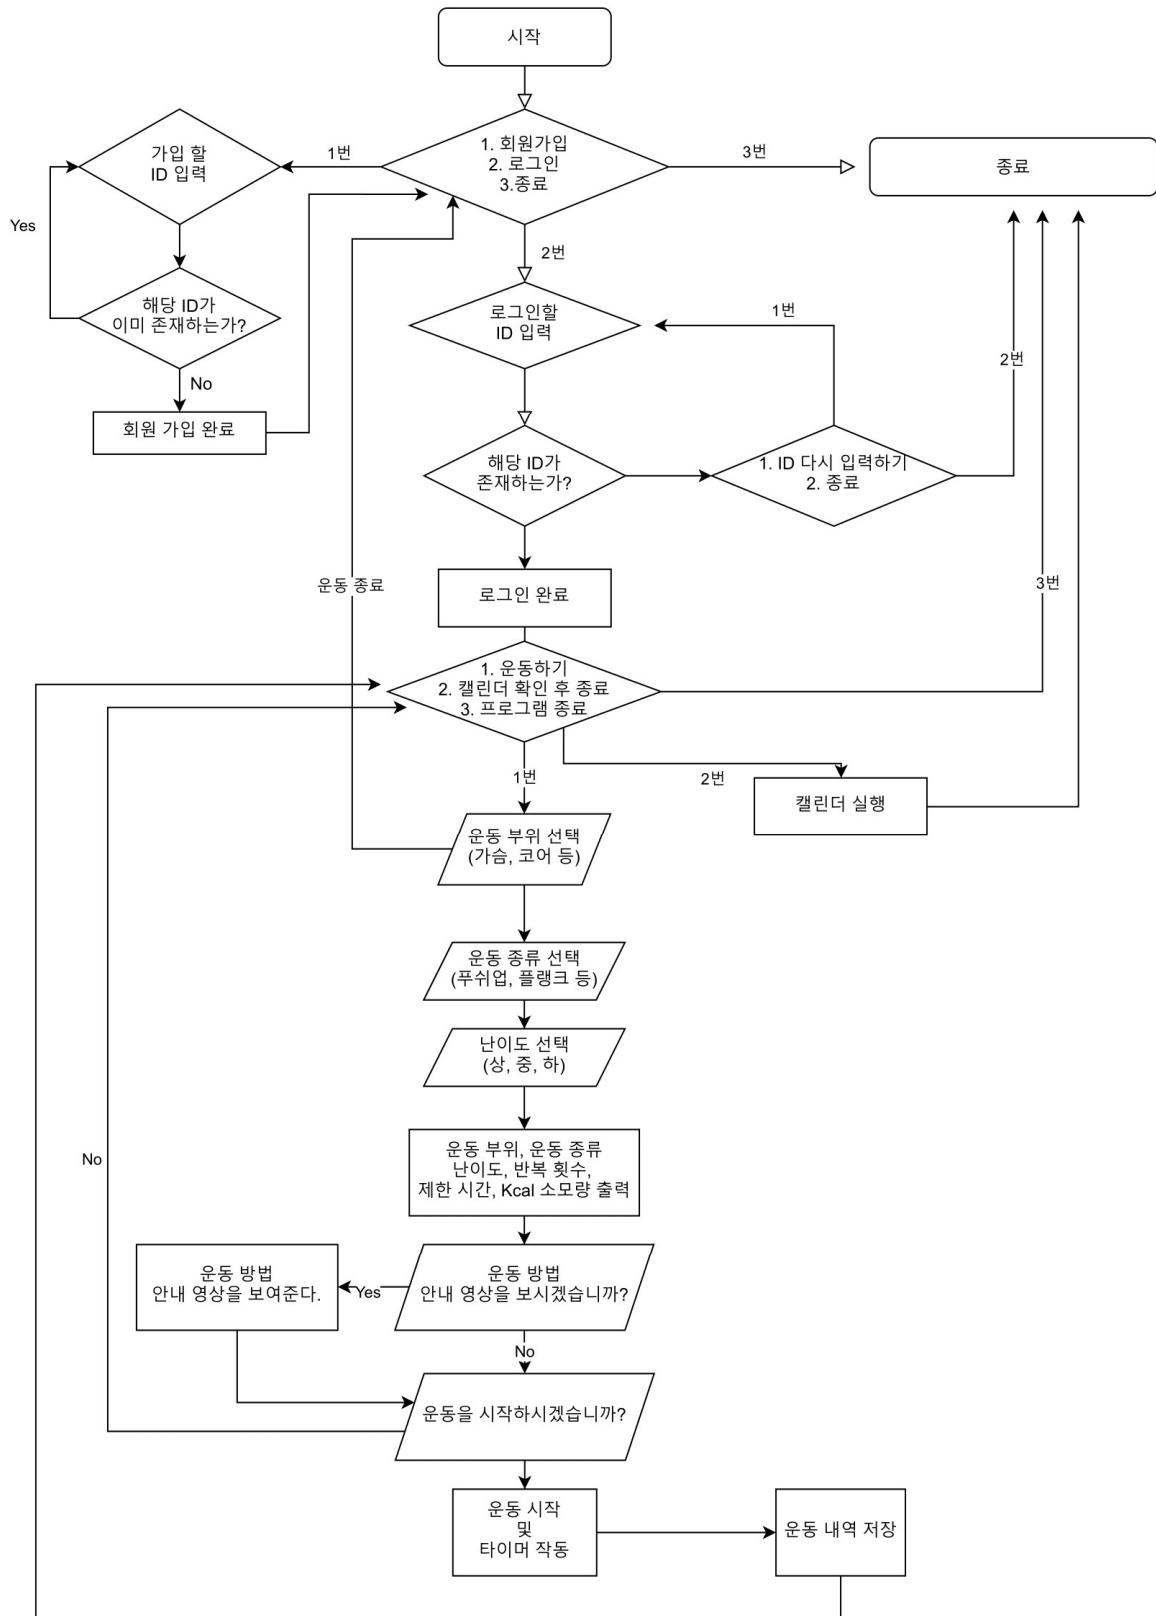 시작
1. 회원가입
2. 로그인
3.종료
1번
3번
종료
가입 할
ID 입력
Yes
2번
해당 ID가
이미 존재하는가?
로그인할
ID 입력
1번
2번
No
회원 가입 완료
해당 ID가
존재하는가?
1. ID 다시 입력하기
2. 종료
운동 종료
로그인 완료
3번
1. 운동하기
2. 캘린더 확인 후 종료
3. 프로그램 종료
1번
2번
캘린더 실행
운동 부위 선택
(가슴, 코어 등)
운동 종류 선택
(푸쉬업, 플랭크 등)
난이도 선택
(상, 중, 하)
No
운동 부위, 운동 종류
난이도, 반복 횟수,
제한 시간, Kcal 소모량 출력
운동 방법
안내 영상을 보여준다.
Yes
운동 방법
안내 영상을 보시겠습니까?
No
운동을 시작하시겠습니까?
운동 시작
및
타이머 작동
운동 내역 저장